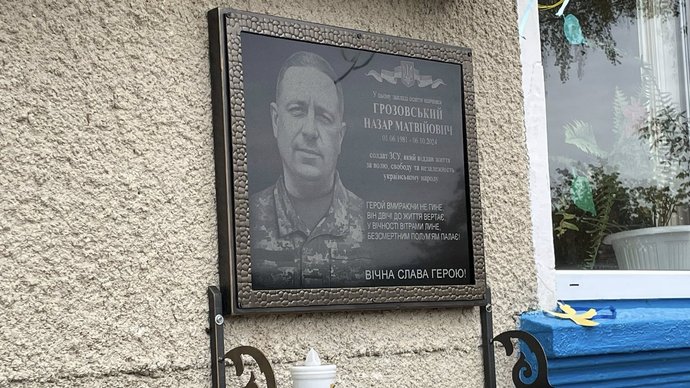 У цьому закладі освіти навчався
ГРОЗОВСЬКИЙ
НАЗАР МАТВІЙОВИЧ
01.06.1981 - 06.10.2024
солдат ЗСУ, який віддав життя
за волю, свободу та незалежність
українському народу
ГЕРОЙ ВМИРАЮЧИ НЕ ГИНЕ,
ВІН ДВІЧІ ДО ЖИТТЯ ВЕРТАЄ,
У ВІЧНОСТІ ВІТРАМИ ЛИНЕ,
БЕЗСМЕРТНИМ ПОЛУМ'ЯМ ПАЛАЄ!
ВІЧНА СЛАВА ГЕРОЮ!